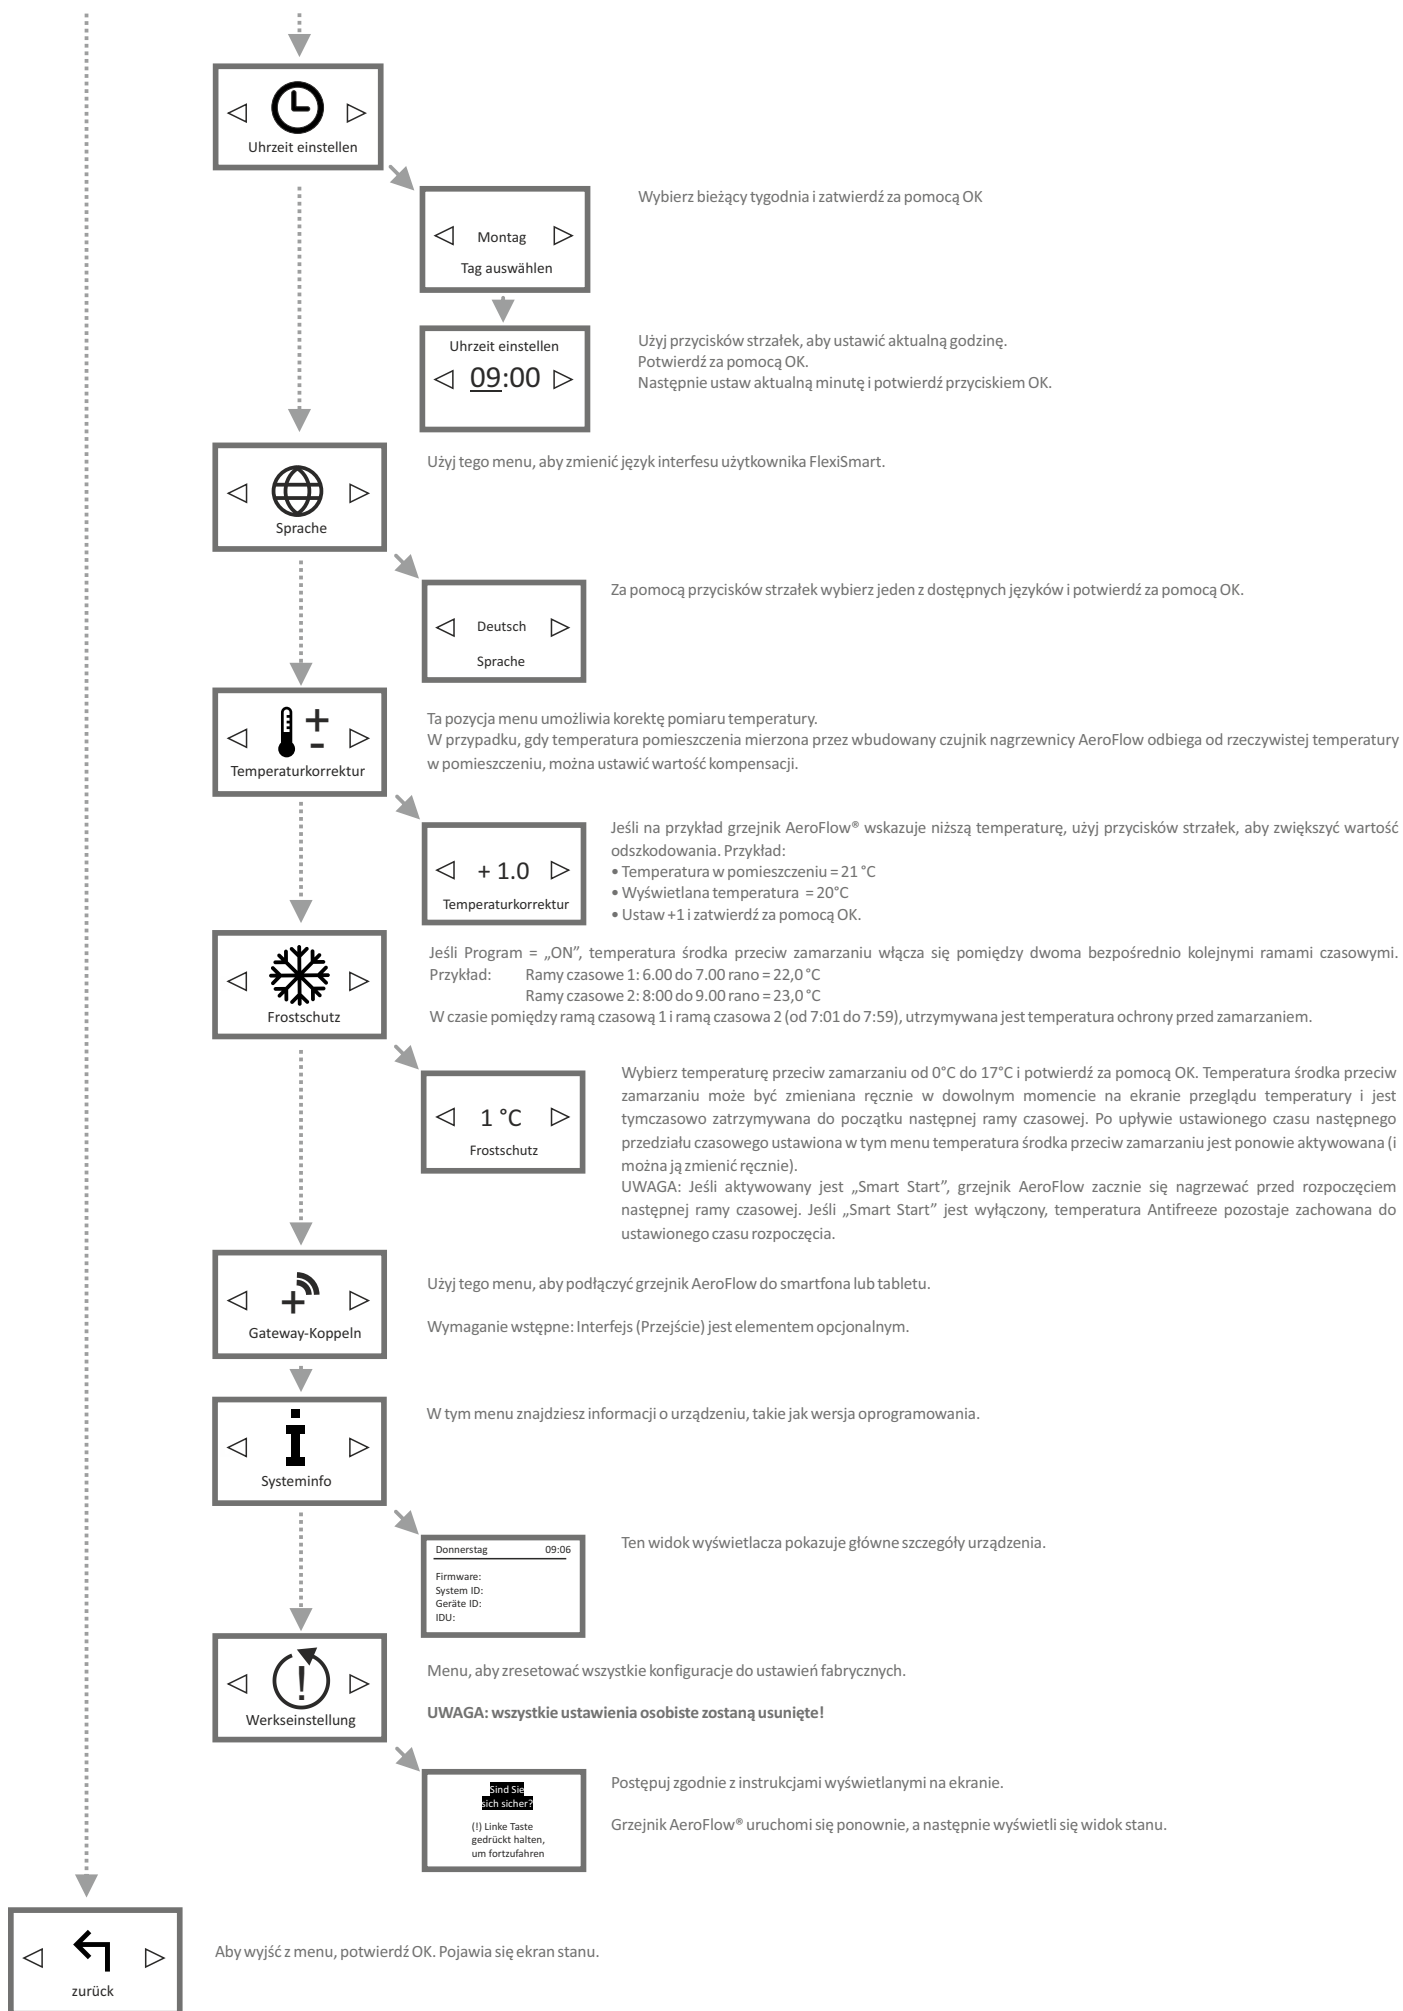 Uhrzeit einstellen
Montag
Tag auswählen
Wybierz bieżący tygodnia i zatwierdź za pomocą OK
Uhrzeit einstellen
09:00
Użyj przycisków strzałek, aby ustawić aktualną godzinę.
Potwierdź za pomocą OK.
Następnie ustaw aktualną minutę i potwierdź przyciskiem OK.
Sprache
Użyj tego menu, aby zmienić język interfesu użytkownika FlexiSmart.
Deutsch
Sprache
Za pomocą przycisków strzałek wybierz jeden z dostępnych języków i potwierdź za pomocą OK.
+
-
Temperaturkorrektur
Ta pozycja menu umożliwia korektę pomiaru temperatury.
W przypadku, gdy temperatura pomieszczenia mierzona przez wbudowany czujnik nagrzewnicy AeroFlow odbiega od rzeczywistej temperatury
w pomieszczeniu, można ustawić wartość kompensacji.
+ 1.0
Temperaturkorrektur
Jeśli na przykład grzejnik AeroFlow® wskazuje niższą temperaturę, użyj przycisków strzałek, aby zwiększyć wartość
odszkodowania. Przykład:
• Temperatura w pomieszczeniu = 21 °C
• Wyświetlana temperatura = 20°C
• Ustaw +1 i zatwierdź za pomocą OK.
Frostschutz
Jeśli Program = „ON”, temperatura środka przeciw zamarzaniu włącza się pomiędzy dwoma bezpośrednio kolejnymi ramami czasowymi.
Przykład: Ramy czasowe 1: 6.00 do 7.00 rano = 22,0 °C
Ramy czasowe 2: 8:00 do 9.00 rano = 23,0 °C
W czasie pomiędzy ramą czasową 1 i ramą czasowa 2 (od 7:01 do 7:59), utrzymywana jest temperatura ochrony przed zamarzaniem.
1 °C
Frostschutz
Wybierz temperaturę przeciw zamarzaniu od 0°C do 17°C i potwierdź za pomocą OK. Temperatura środka przeciw
zamarzaniu może być zmieniana ręcznie w dowolnym momencie na ekranie przeglądu temperatury i jest
tymczasowo zatrzymywana do początku następnej ramy czasowej. Po upływie ustawionego czasu następnego
przedziału czasowego ustawiona w tym menu temperatura środka przeciw zamarzaniu jest ponowie aktywowana (i
można ją zmienić ręcznie).
UWAGA: Jeśli aktywowany jest „Smart Start”, grzejnik AeroFlow zacznie się nagrzewać przed rozpoczęciem
następnej ramy czasowej. Jeśli „Smart Start” jest wyłączony, temperatura Antifreeze pozostaje zachowana do
ustawionego czasu rozpoczęcia.
+
Gateway-Koppeln
Użyj tego menu, aby podłączyć grzejnik AeroFlow do smartfona lub tabletu.
Wymaganie wstępne: Interfejs (Przejście) jest elementem opcjonalnym.
i
Systeminfo
W tym menu znajdziesz informacji o urządzeniu, takie jak wersja oprogramowania.
Donnerstag 09:06
Firmware:
System ID:
Geräte ID:
IDU:
Ten widok wyświetlacza pokazuje główne szczegóły urządzenia.
!
Werkseinstellung
Menu, aby zresetować wszystkie konfiguracje do ustawień fabrycznych.
UWAGA: wszystkie ustawienia osobiste zostaną usunięte!
Sind Sie
sich sicher?
(!) Linke Taste
gedrückt halten,
um fortzufahren
Postępuj zgodnie z instrukcjami wyświetlanymi na ekranie.
Grzejnik AeroFlow® uruchomi się ponownie, a następnie wyświetli się widok stanu.
zurück
Aby wyjść z menu, potwierdź OK. Pojawia się ekran stanu.